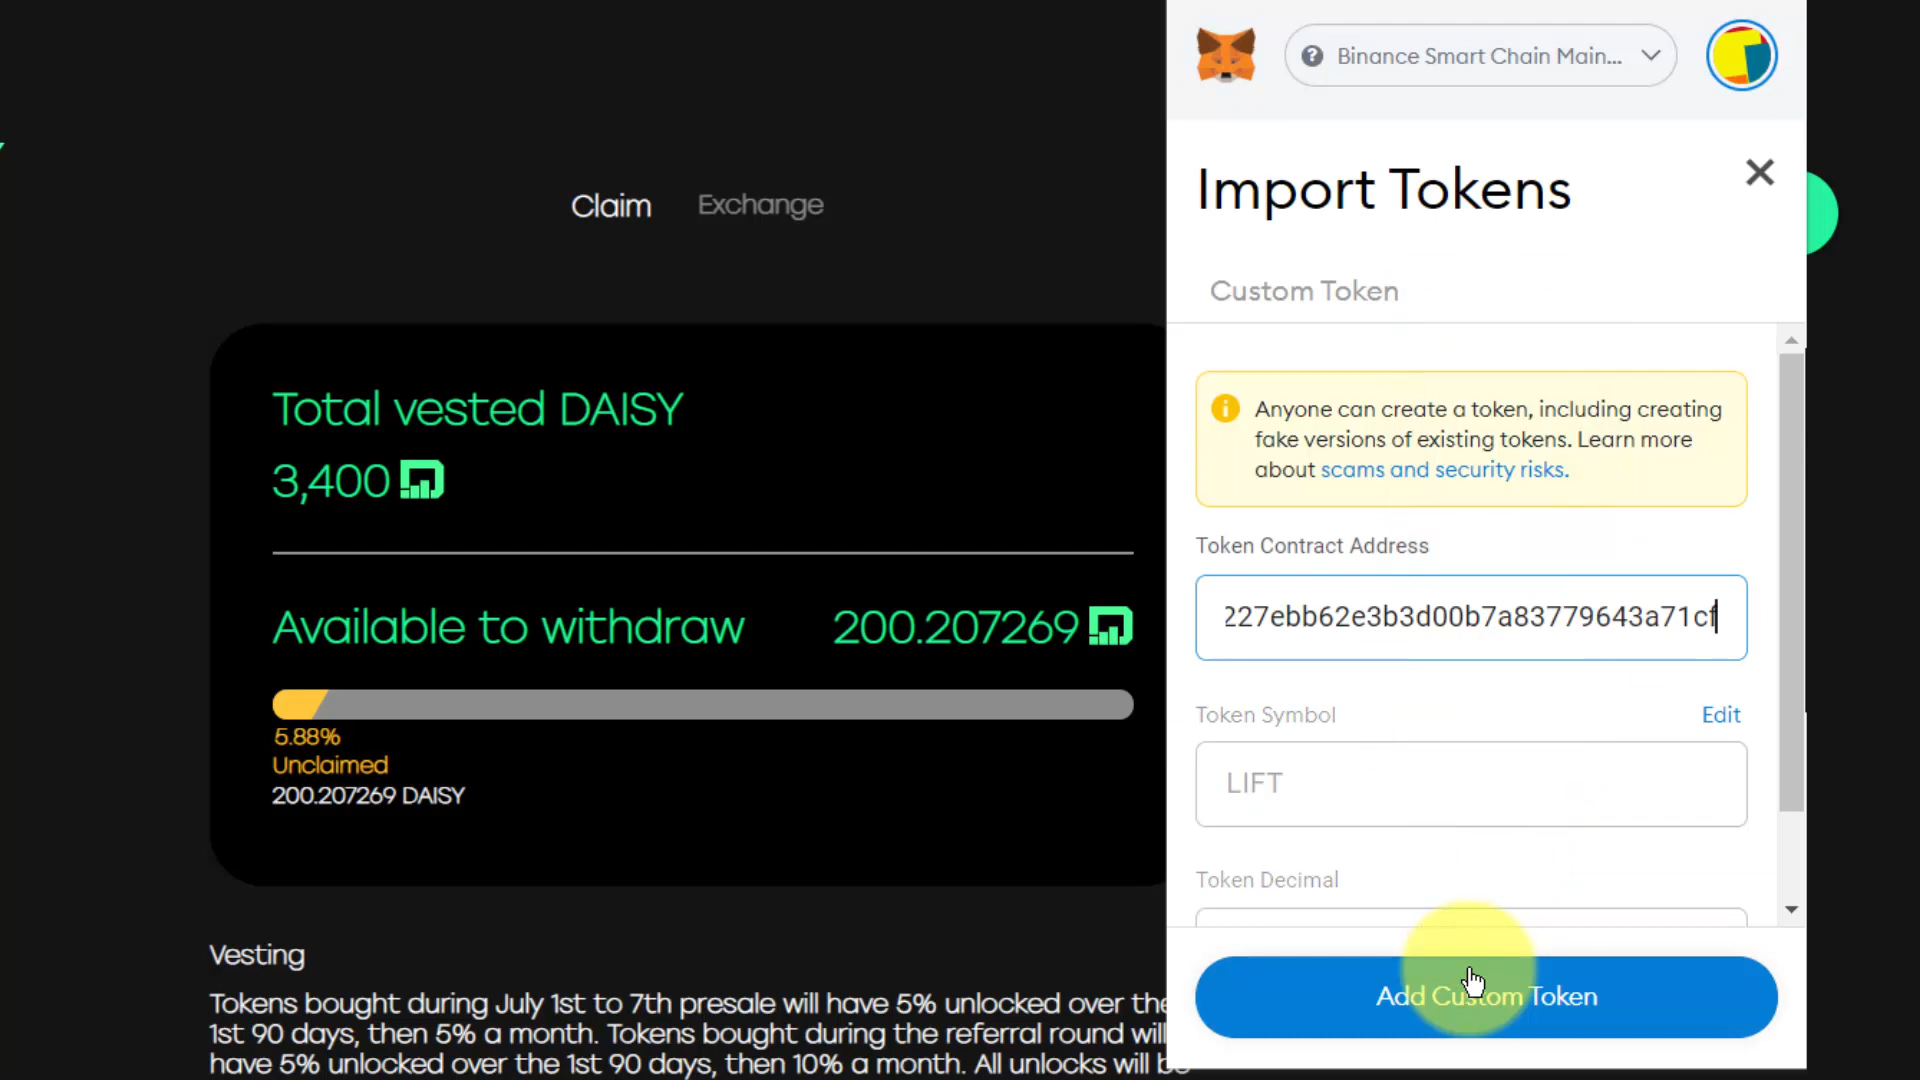 Claim
Exchange
Total vested DAISY
3,400
Available to withdraw
200.207269
5.88%
Unclaimed
200.207269 DAISY
Vesting
Tokens bought during July 1st to 7th presale will have 5% unlocked over the
1st 90 days, then 5% a month. Tokens bought during the referral round will
have 5% unlocked over the 1st 90 days, then 10% a month. All unlocks will be
Binance Smart Chain Main...
Import Tokens
Custom Token
Anyone can create a token, including creating
fake versions of existing tokens. Learn more
about scams and security risks.
Token Contract Address
227ebb62e3b3d00b7a83779643a71cf
Token Symbol
Edit
LIFT
Token Decimal
Add Custom Token